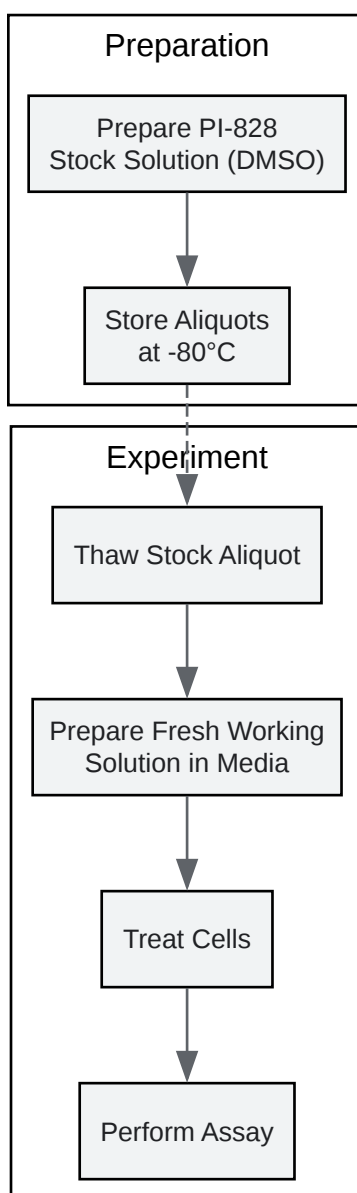 Preparation
Prepare PI-828
Stock Solution (DMSO)
Store Aliquots
at -80°C
Experiment
Thaw Stock Aliquot
Prepare Fresh Working
Solution in Media
Treat Cells
Perform Assay